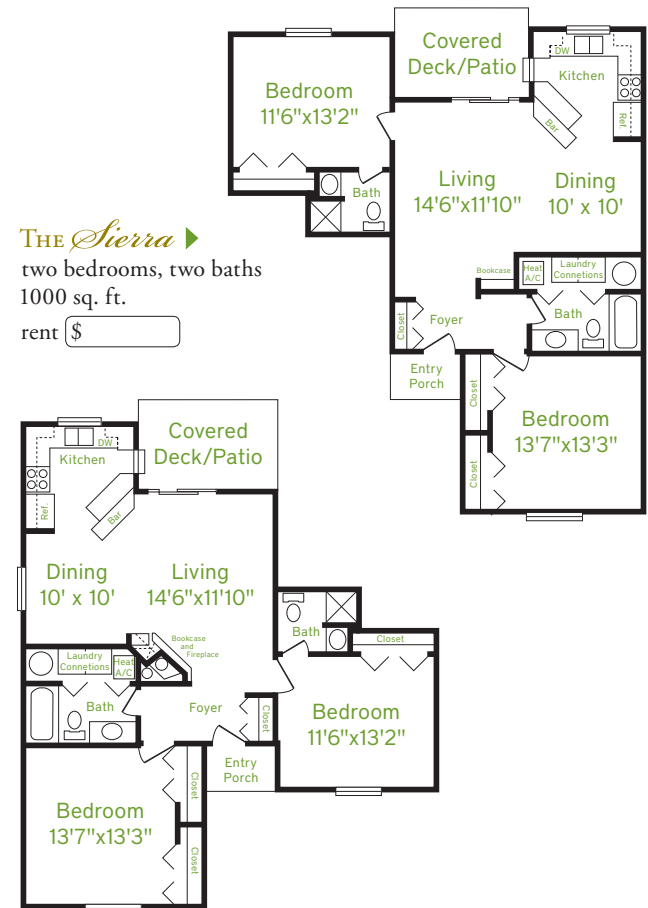 Covered
Deck/Patio
DW
Kitchen
Bedroom
11'6"x13'2"
Ref.
Bar
Bath
Living
14'6"x11'10"
Dining
10' x 10'
THE Sierra
two bedrooms, two baths
1000 sq. ft.
rent $
Bookcase
Heat
A/C
Laundry
Connetions
Closet
Foyer
Bath
Entry
Porch
Closet
Bedroom
13'7"x13'3"
Closet
Covered
Deck/Patio
DW
Kitchen
Ref.
Bar
Dining
10' x 10'
Living
14'6"x11'10"
Bath
Bookcase
and
Fireplace
Closet
Laundry
Connetions
Heat
A/C
Bath
Foyer
Closet
Bedroom
11'6"x13'2"
Entry
Porch
Closet
Bedroom
13'7"x13'3"
Closet